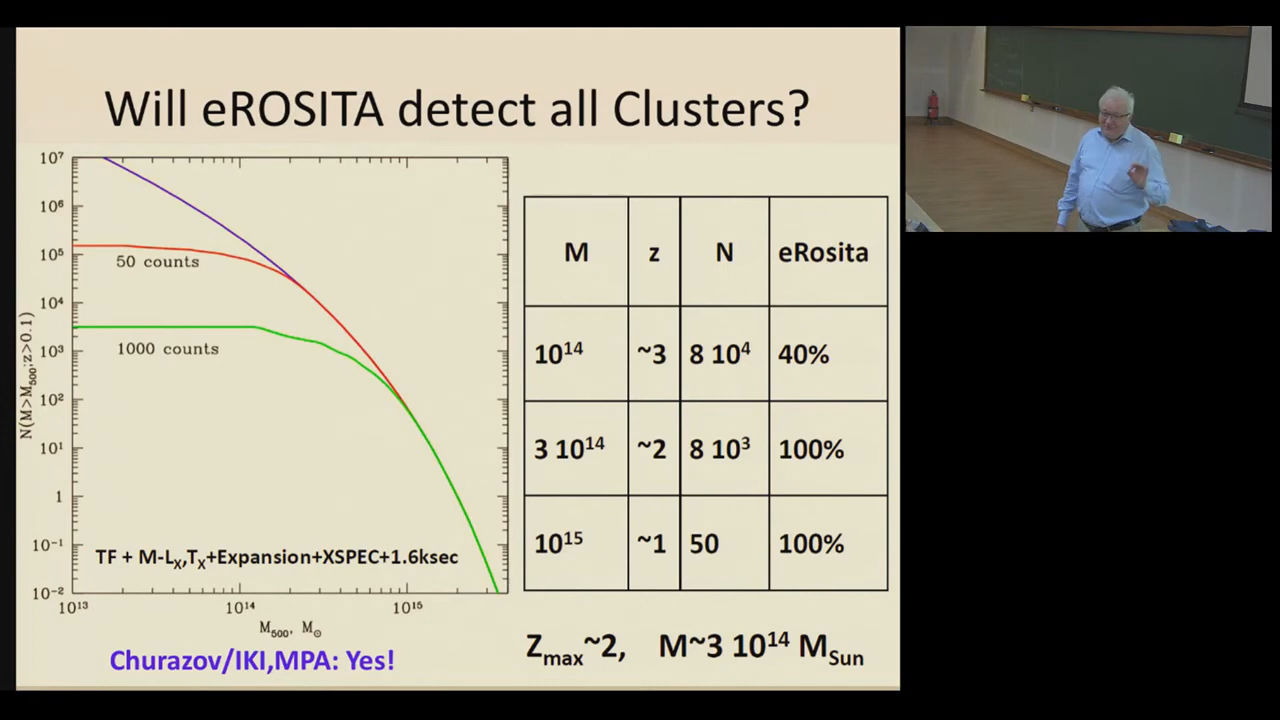 Will eROSITA detect all Clusters?
10⁷
10⁶
10⁵
10⁴
10³
10²
10¹
1
10⁻¹
10⁻²
N(M>M₅₀₀;z>0.1)
50 counts
1000 counts
TF + M-Lₓ,Tₓ+Expansion+XSPEC+1.6ksec
10¹³ 10¹⁴ 10¹⁵
M₅₀₀, M☉
Churazov/IKI,MPA: Yes!
M z N eRosita
10¹⁴ ~3 8 10⁴ 40%
3 10¹⁴ ~2 8 10³ 100%
10¹⁵ ~1 50 100%
Zmax~2, M~3 10¹⁴ MSun